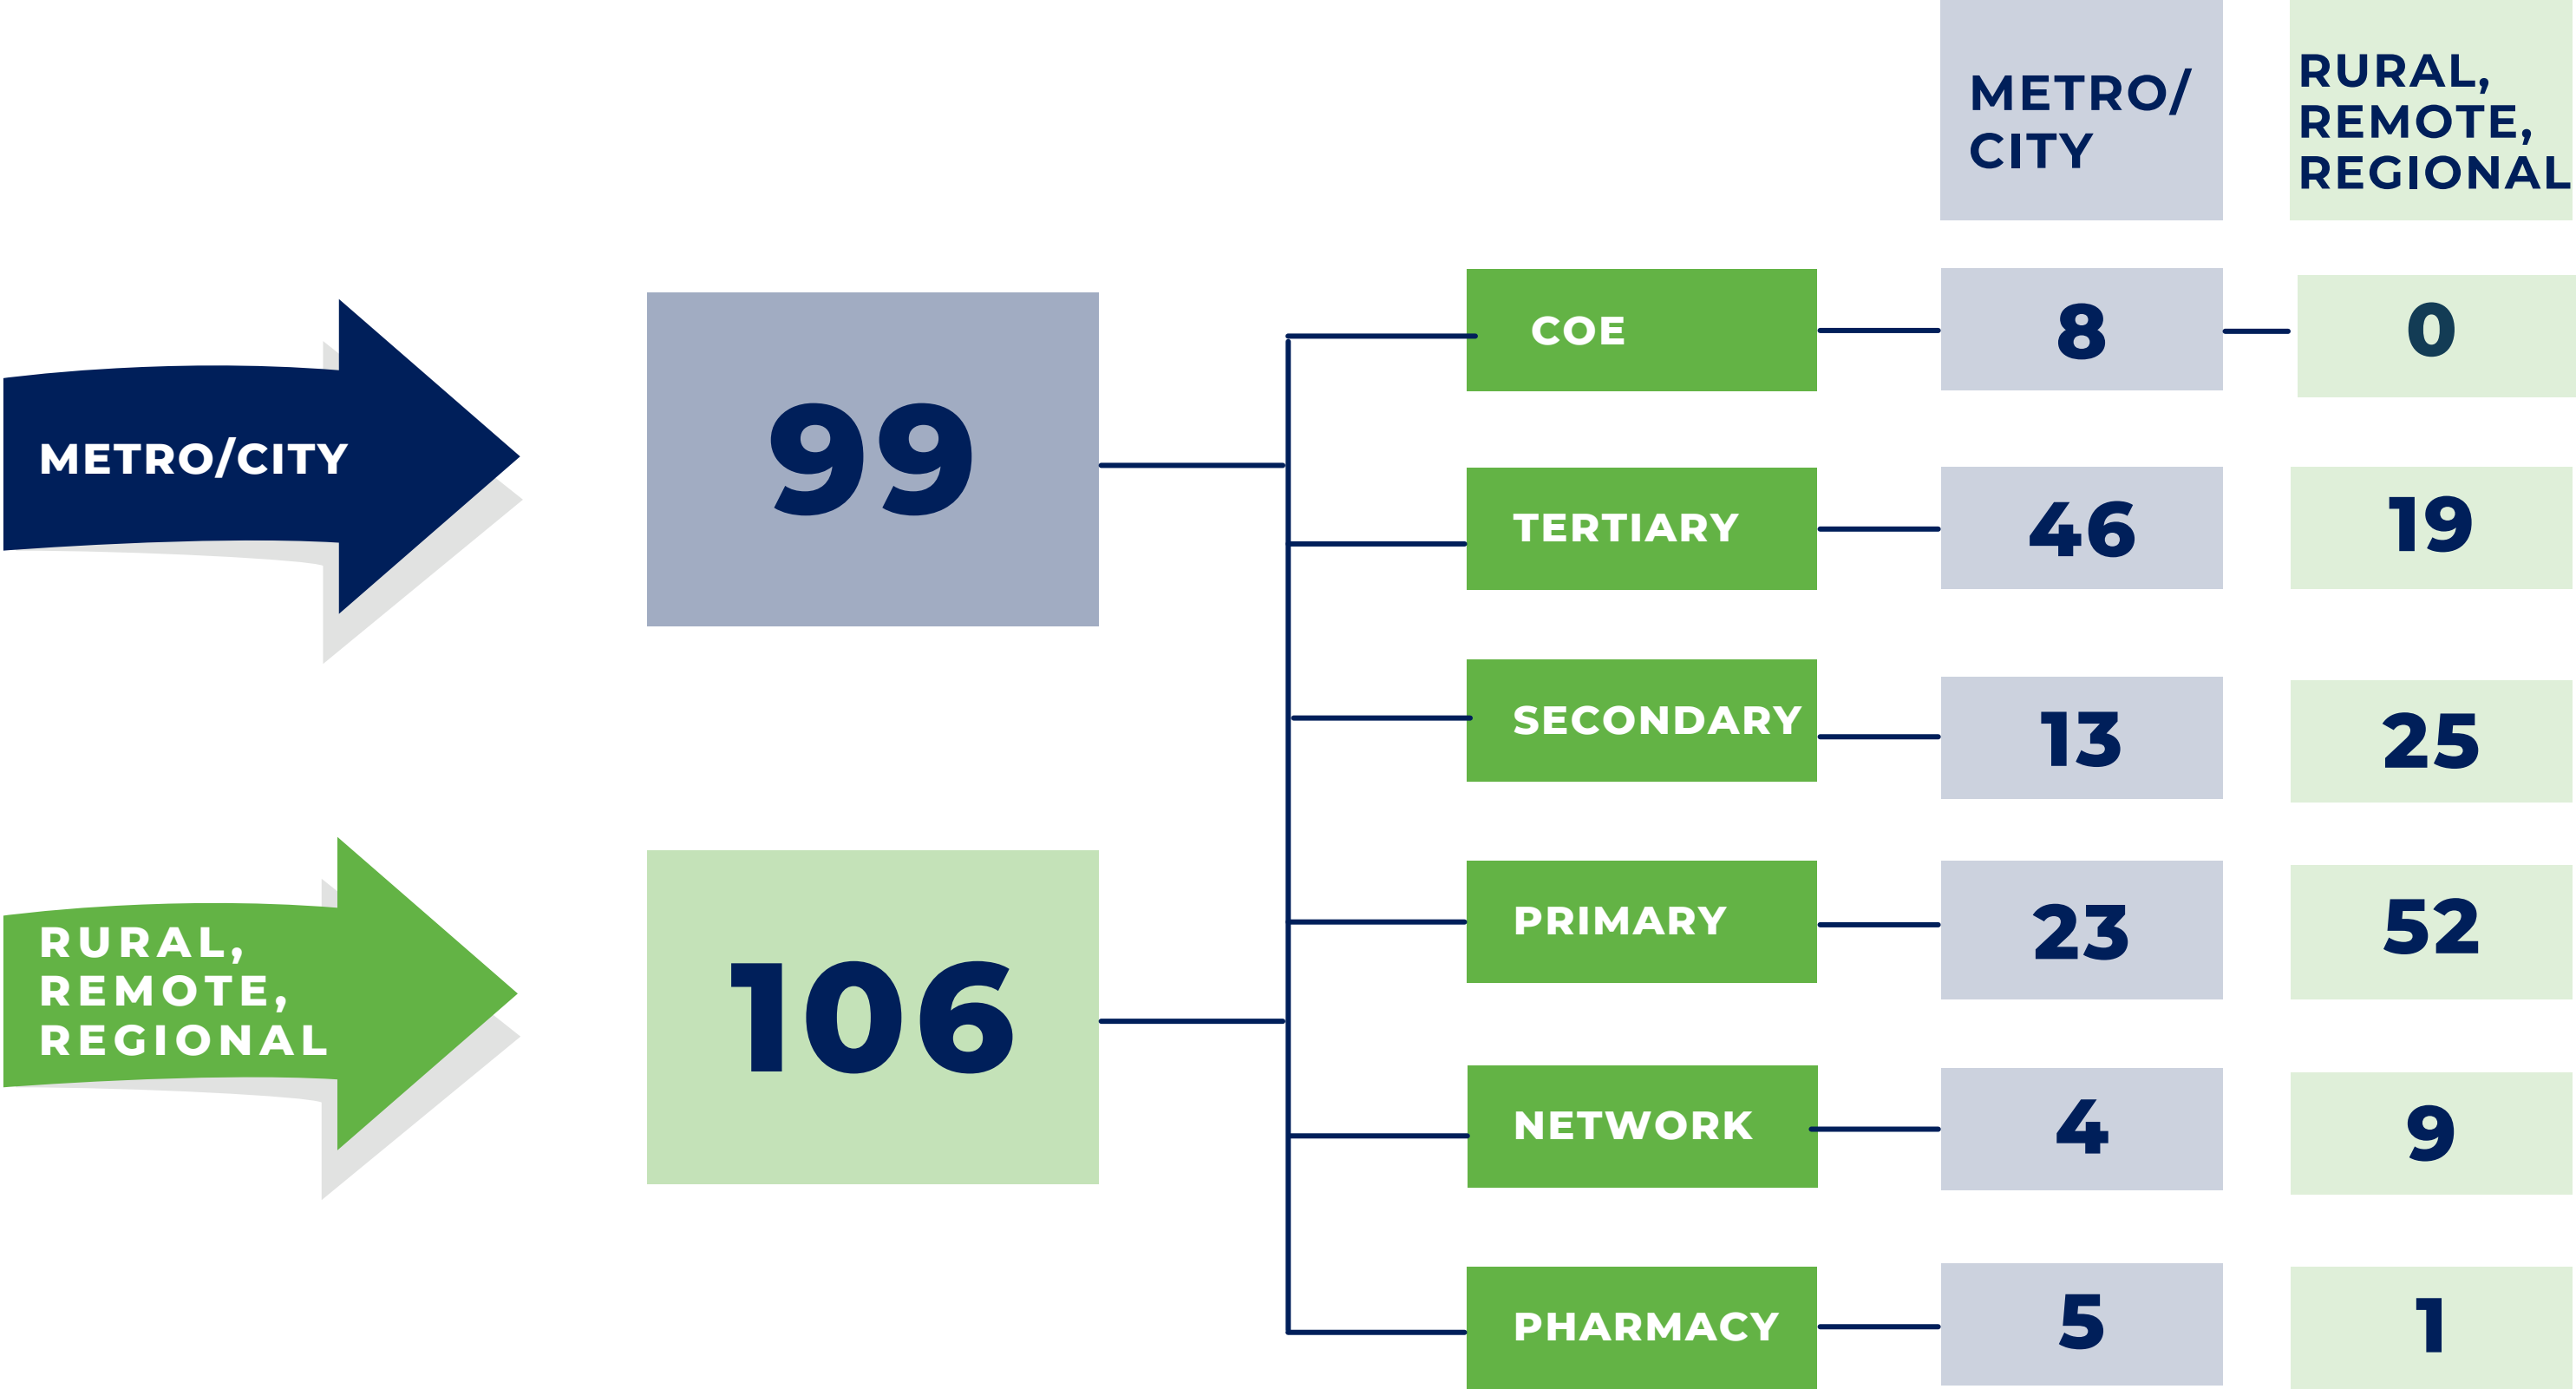 METRO/
CITY
RURAL,
REMOTE,
REGIONAL
METRO/CITY
99
COE
8
0
TERTIARY
46
19
SECONDARY
13
25
RURAL,
REMOTE,
REGIONAL
106
PRIMARY
23
52
NETWORK
4
9
PHARMACY
5
1